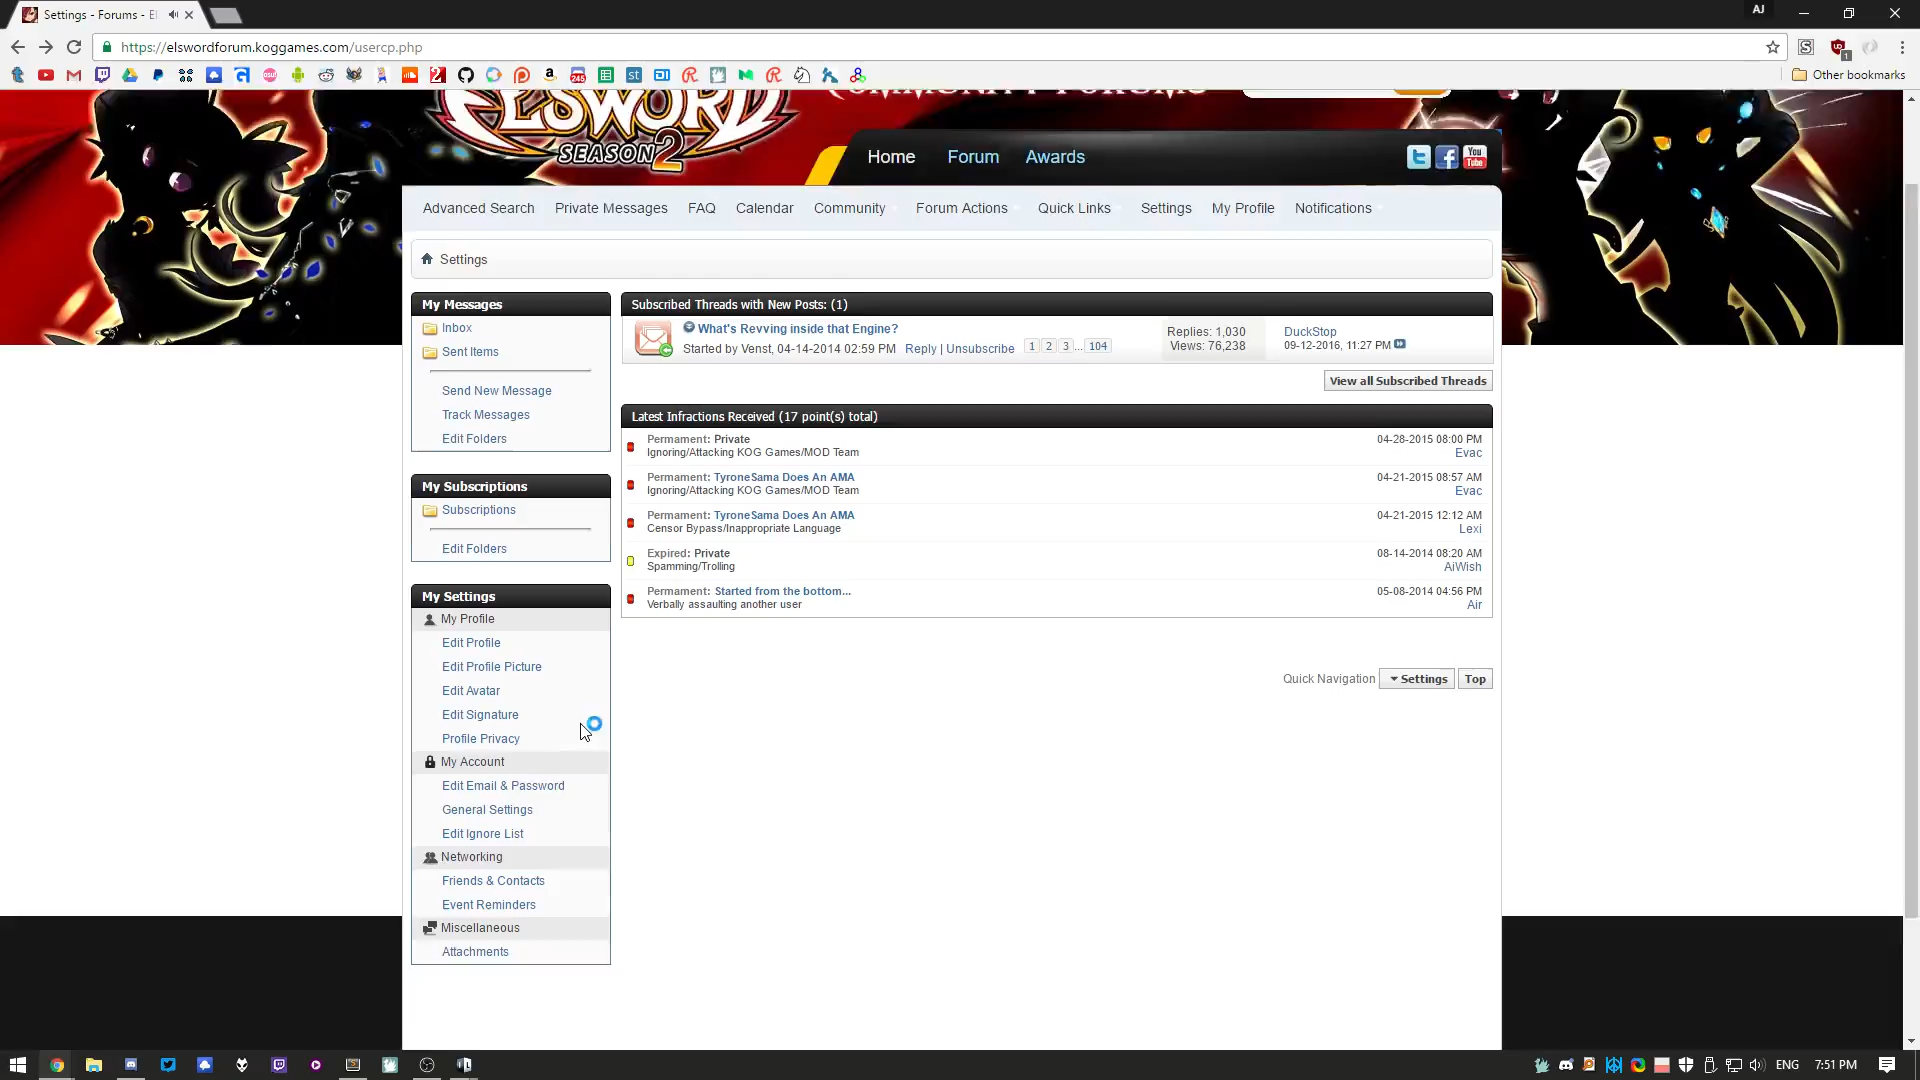 Settings - Forums - El
AJ
https://elswordforum.koggames.com/usercp.php
Other bookmarks
ELSWORD
SEASON 2
COMMUNITY FORUMS
Home
Forum
Awards
You
Tube
Advanced Search
Private Messages
FAQ
Calendar
Community
Forum Actions
Quick Links
Settings
My Profile
Notifications
Settings
My Messages
Inbox
Sent Items
Send New Message
Track Messages
Edit Folders
My Subscriptions
Subscriptions
Edit Folders
My Settings
My Profile
Edit Profile
Edit Profile Picture
Edit Avatar
Edit Signature
Profile Privacy
My Account
Edit Email & Password
General Settings
Edit Ignore List
Networking
Friends & Contacts
Event Reminders
Miscellaneous
Attachments
Subscribed Threads with New Posts: (1)
What's Revving inside that Engine?
Started by Venst, 04-14-2014 02:59 PM Reply | Unsubscribe 1 2 3 ... 104
Replies: 1,030
Views: 76,238
DuckStop
09-12-2016, 11:27 PM
View all Subscribed Threads
Latest Infractions Received (17 point(s) total)
Permament: Private
Ignoring/Attacking KOG Games/MOD Team
04-28-2015 08:00 PM
Evac
Permament: TyroneSama Does An AMA
Ignoring/Attacking KOG Games/MOD Team
04-21-2015 08:57 AM
Evac
Permament: TyroneSama Does An AMA
Censor Bypass/Inappropriate Language
04-21-2015 12:12 AM
Lexi
Expired: Private
Spamming/Trolling
08-14-2014 08:20 AM
AiWish
Permament: Started from the bottom...
Verbally assaulting another user
05-08-2014 04:56 PM
Air
Quick Navigation Settings Top
ENG
7:51 PM